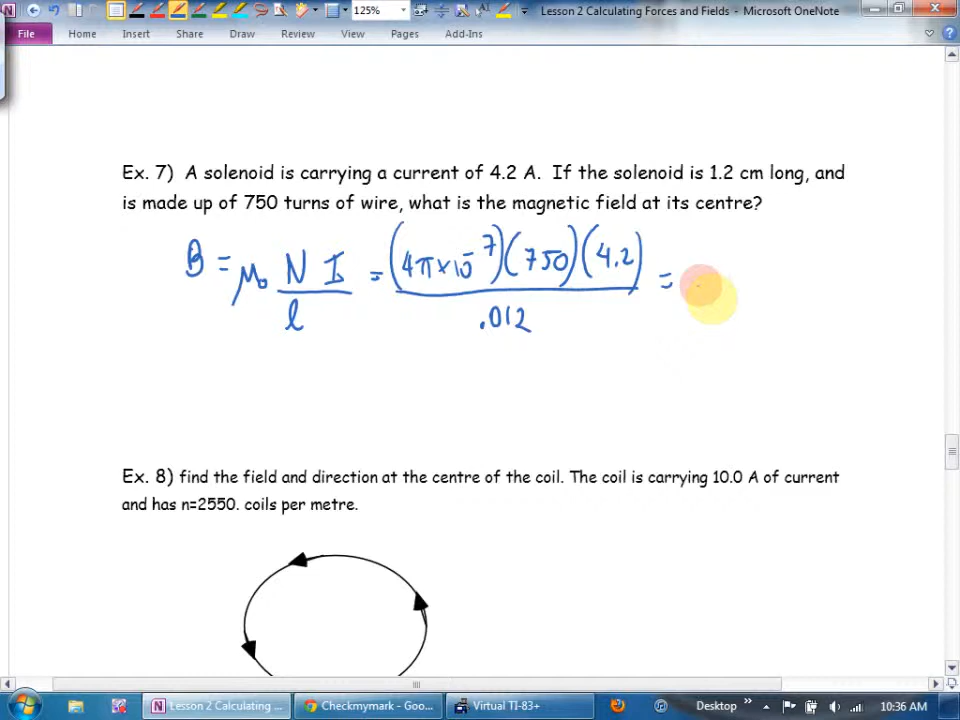 Lesson 2 Calculating Forces and Fields - Microsoft OneNote
125%
File Home Insert Share Draw Review View Pages Add-Ins
Ex. 7) A solenoid is carrying a current of 4.2 A. If the solenoid is 1.2 cm long, and
is made up of 750 turns of wire, what is the magnetic field at its centre?
B = μ₀ N I / l = (4π×10⁻⁷)(750)(4.2) / .012 =
Ex. 8) find the field and direction at the centre of the coil. The coil is carrying 10.0 A of current
and has n=2550. coils per metre.
Lesson 2 Calculating ... Checkmymark - Goo... Virtual TI-83+ Desktop 10:36 AM